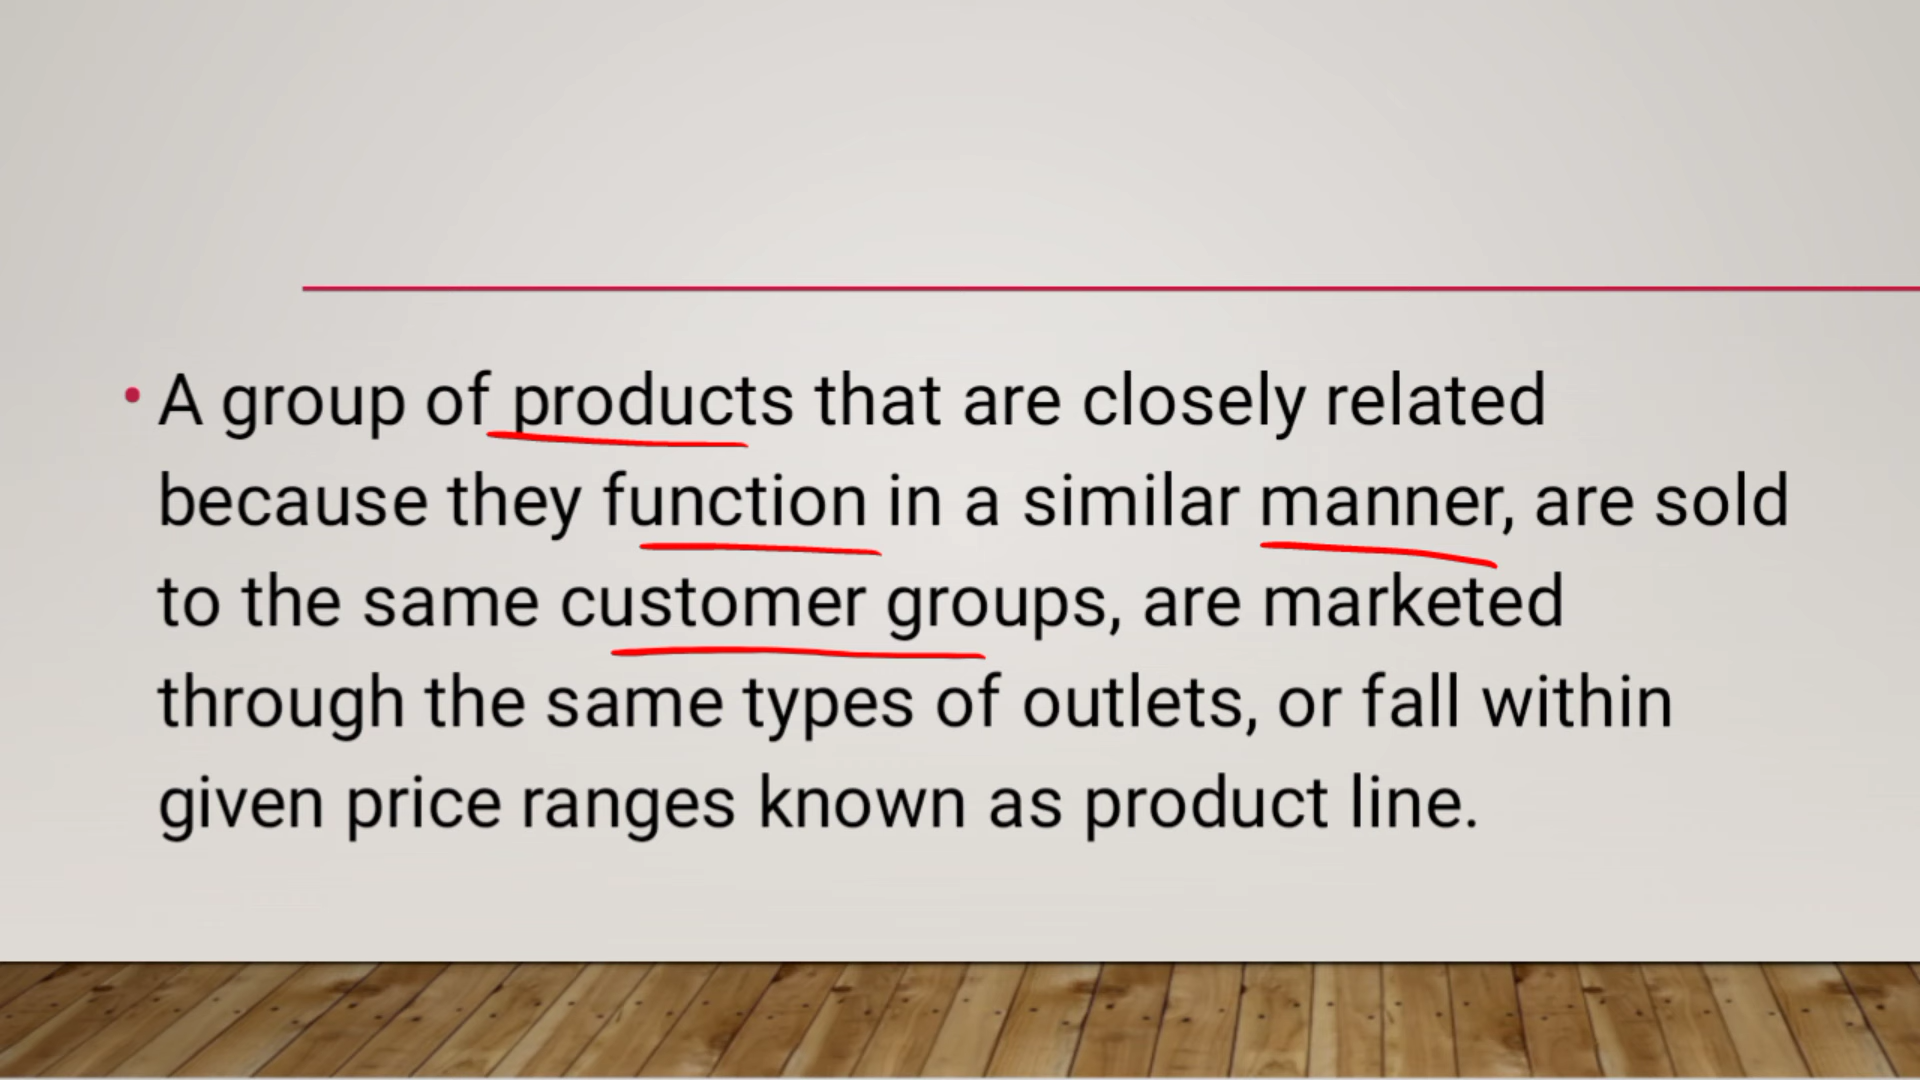 A group of products that are closely related
because they function in a similar manner, are sold
to the same customer groups, are marketed
through the same types of outlets, or fall within
given price ranges known as product line.